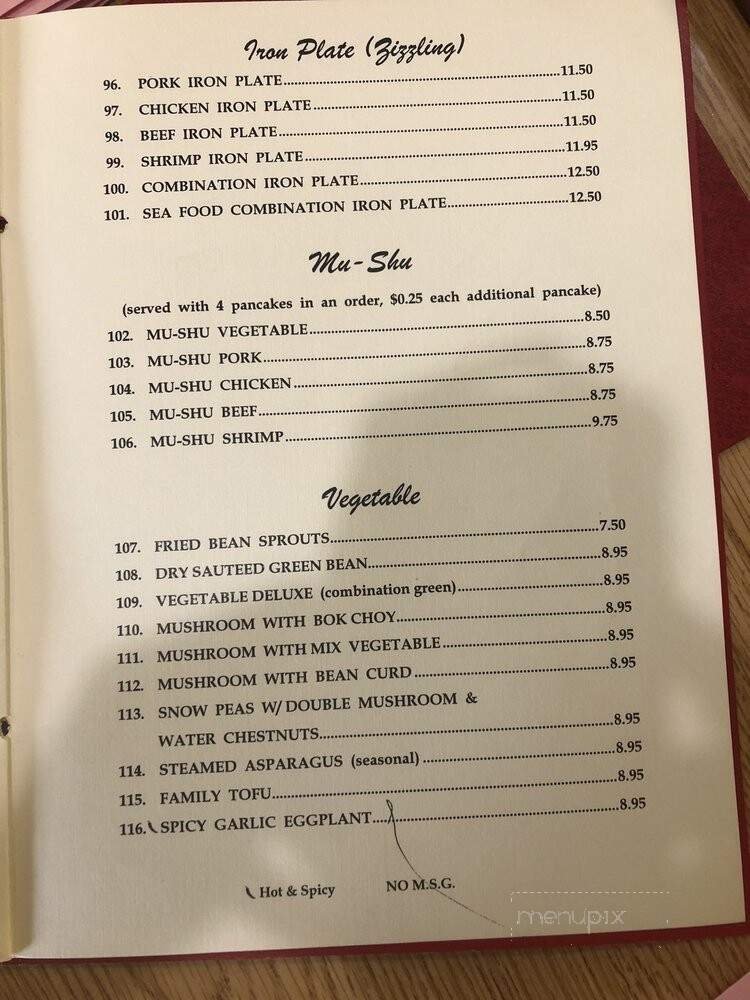 Iron Plate (Zizzling)
96. PORK IRON PLATE 11.50
97. CHICKEN IRON PLATE 11.50
98. BEEF IRON PLATE 11.50
99. SHRIMP IRON PLATE 11.95
100. COMBINATION IRON PLATE 12.50
101. SEA FOOD COMBINATION IRON PLATE 12.50
Mu-Shu
(served with 4 pancakes in an order, $0.25 each additional pancake)
102. MU-SHU VEGETABLE 8.50
103. MU-SHU PORK 8.75
104. MU-SHU CHICKEN 8.75
105. MU-SHU BEEF 8.75
106. MU-SHU SHRIMP 9.75
Vegetable
107. FRIED BEAN SPROUTS 7.50
108. DRY SAUTEED GREEN BEAN 8.95
109. VEGETABLE DELUXE (combination green) 8.95
110. MUSHROOM WITH BOK CHOY 8.95
111. MUSHROOM WITH MIX VEGETABLE 8.95
112. MUSHROOM WITH BEAN CURD 8.95
113. SNOW PEAS W/ DOUBLE MUSHROOM &
WATER CHESTNUTS 8.95
114. STEAMED ASPARAGUS (seasonal) 8.95
115. FAMILY TOFU 8.95
116. SPICY GARLIC EGGPLANT 8.95
Hot & Spicy NO M.S.G.
menupix